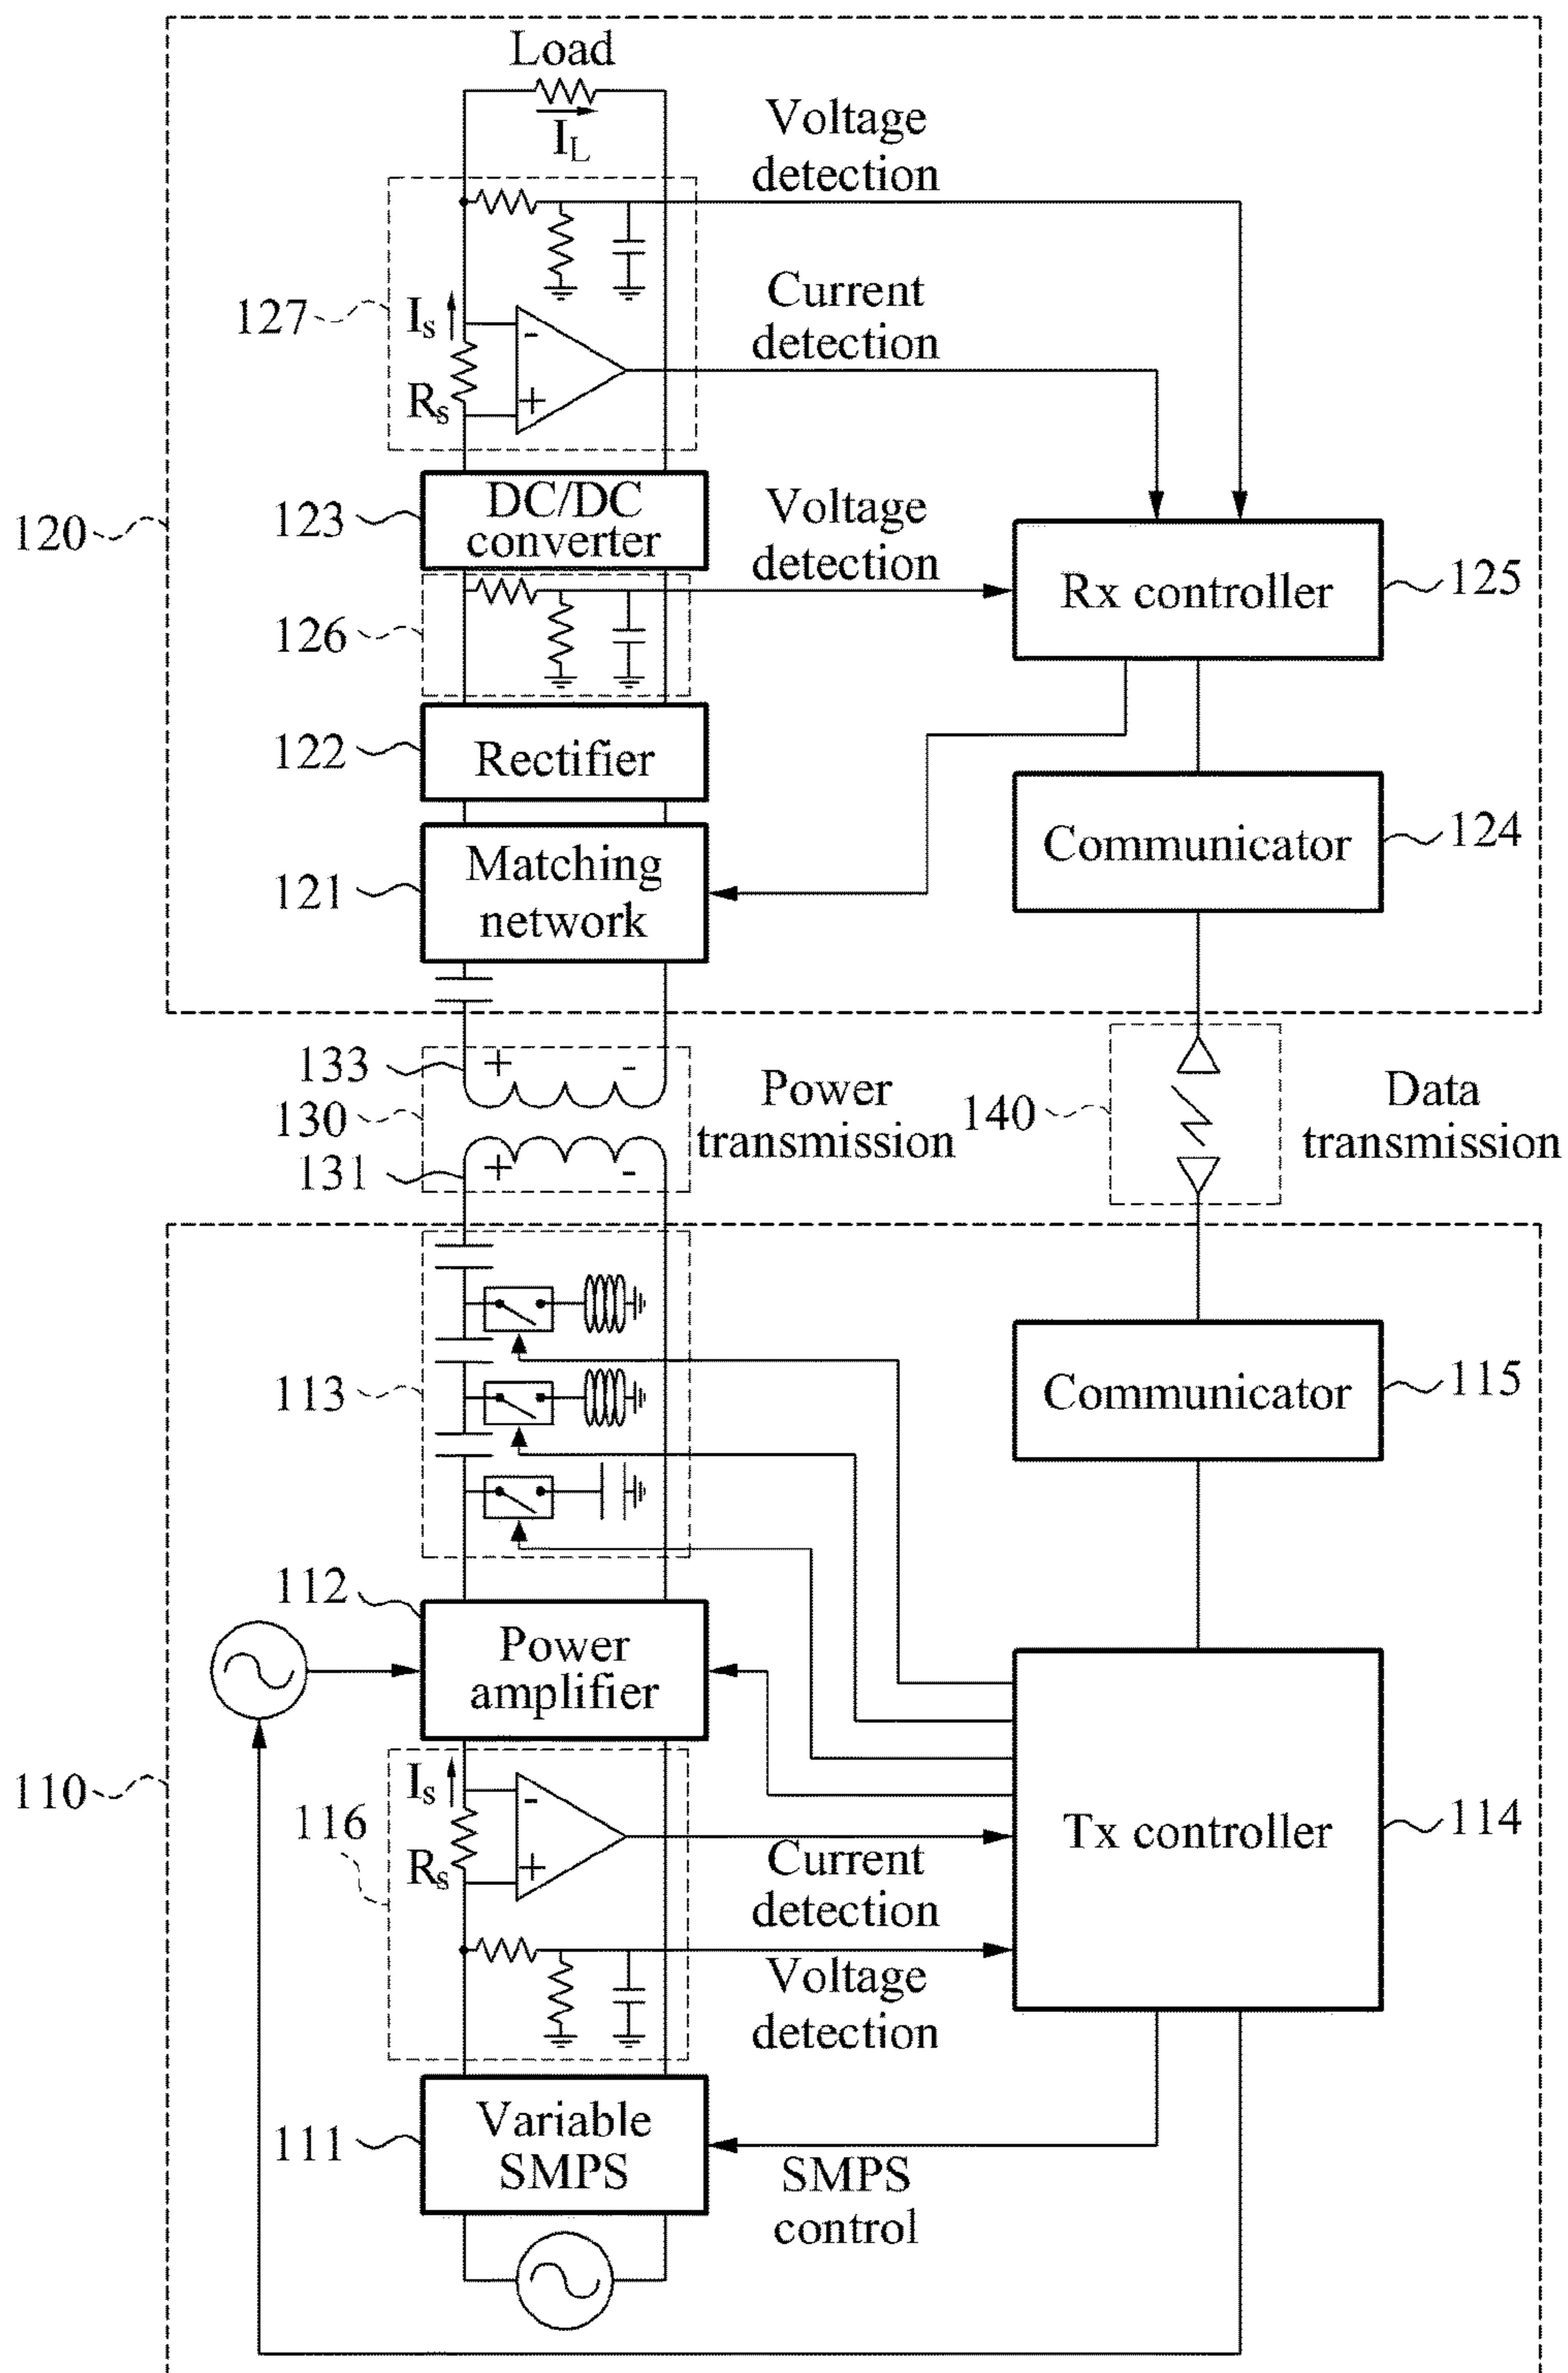 Load
I_L
Voltage
detection
127
I_s
-
Current
detection
R_s
+
123
DC/DC
converter
Voltage
detection
120
Rx controller
125
126
122
Rectifier
121
Matching
network
Communicator
124
133
+ -
130
Power
transmission
140
Data
transmission
131
+ -
113
Communicator
115
112
Power
amplifier
110
116
I_s
-
R_s
+
Current
detection
Tx controller
114
Voltage
detection
111
Variable
SMPS
SMPS
control